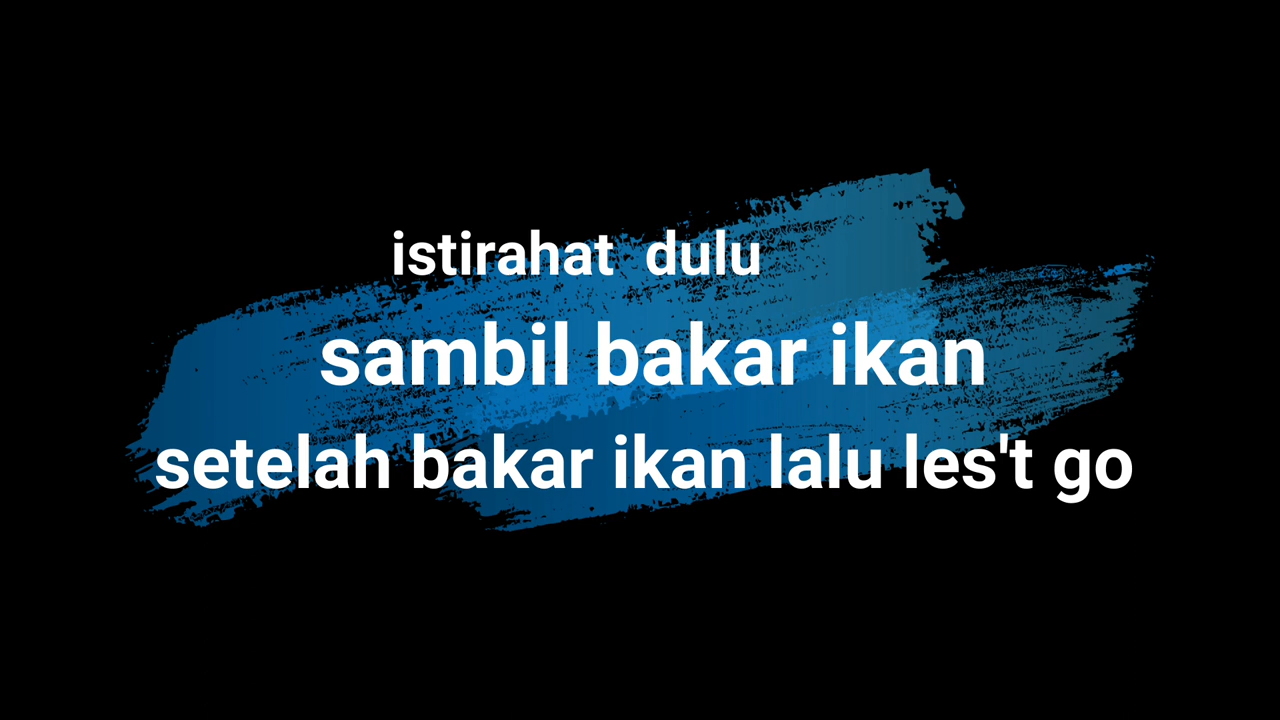 istirahat dulu
sambil bakar ikan
setelah bakar ikan lalu les't go